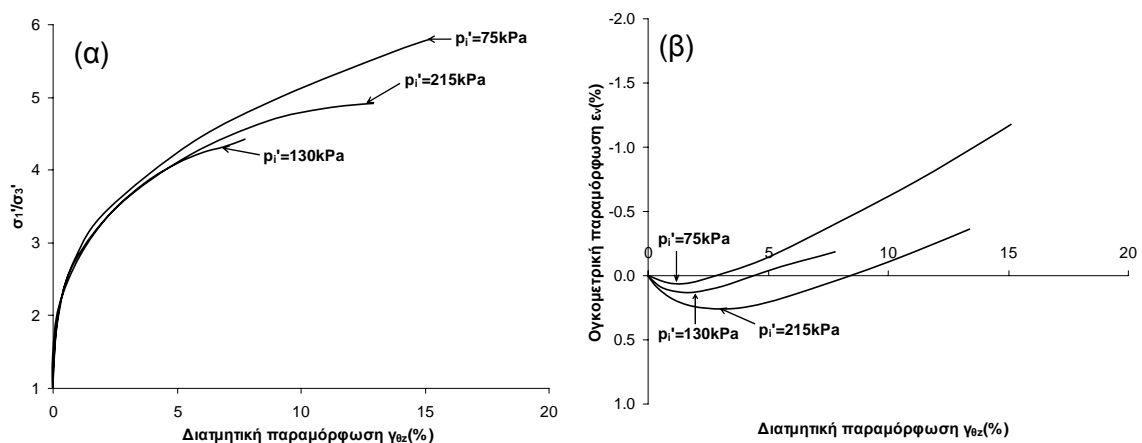 (α)
σ₁'/σ₃'
6
5
4
3
2
1
pᵢ'=75kPa
pᵢ'=215kPa
pᵢ'=130kPa
0 5 10 15 20
Διατμητική παραμόρφωση γθz(%)
(β)
Ογκομετρική παραμόρφωση εᵥ(%)
-2.0
-1.5
-1.0
-0.5
0.0
0.5
1.0
0 5 10 15 20
pᵢ'=75kPa
pᵢ'=130kPa
pᵢ'=215kPa
Διατμητική παραμόρφωση γθz(%)